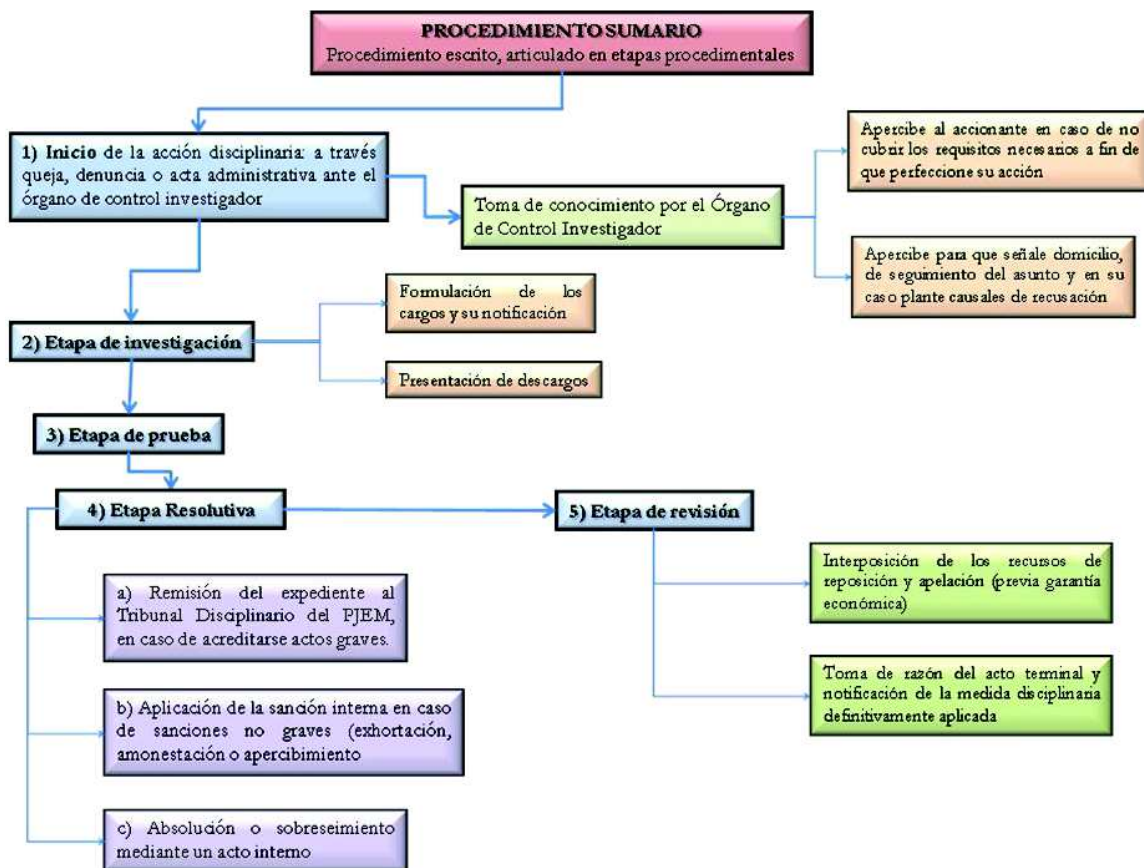 PROCEDIMIENTO SUMARIO
Procedimiento escrito, articulado en etapas procedimentales
1) Inicio de la acción disciplinaria: a través
queja, denuncia o acta administrativa ante el
órgano de control investigador
Toma de conocimiento por el Órgano
de Control Investigador
Apercibe al accionante en caso de no
cubrir los requisitos necesarios a fin de
que perfeccione su acción
Apercibe para que señale domicilio,
de seguimiento del asunto y en su
caso plante causales de recusación
2) Etapa de investigación
Formulación de los
cargos y su notificación
Presentación de descargos
3) Etapa de prueba
4) Etapa Resolutiva
a) Remisión del expediente al
Tribunal Disciplinario del PJEM,
en caso de acreditarse actos graves.
b) Aplicación de la sanción interna en caso
de sanciones no graves (exhortación,
amonestación o apercibimiento
c) Absolución o sobreseimiento
mediante un acto interno
5) Etapa de revisión
Interposición de los recursos de
reposición y apelación (previa garantía
económica)
Toma de razón del acto terminal y
notificación de la medida disciplinaria
definitivamente aplicada